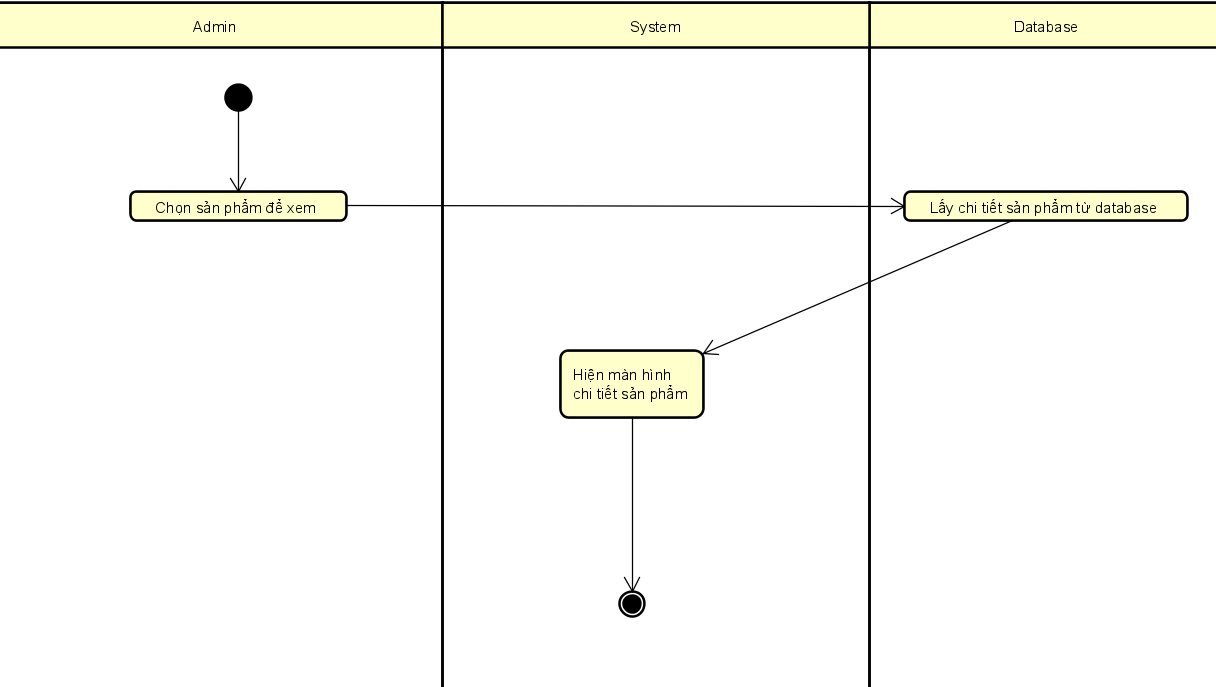 Admin
System
Database
Chọn sản phẩm để xem
Lấy chi tiết sản phẩm từ database
Hiện màn hình
chi tiết sản phẩm